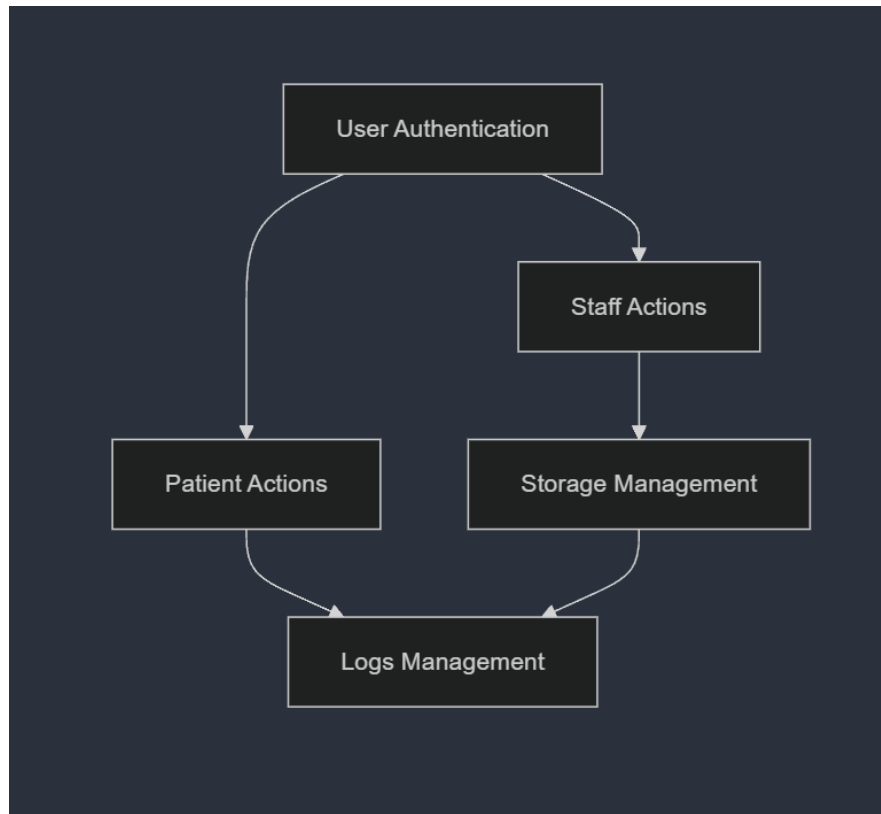 User Authentication
Staff Actions
Patient Actions
Storage Management
Logs Management